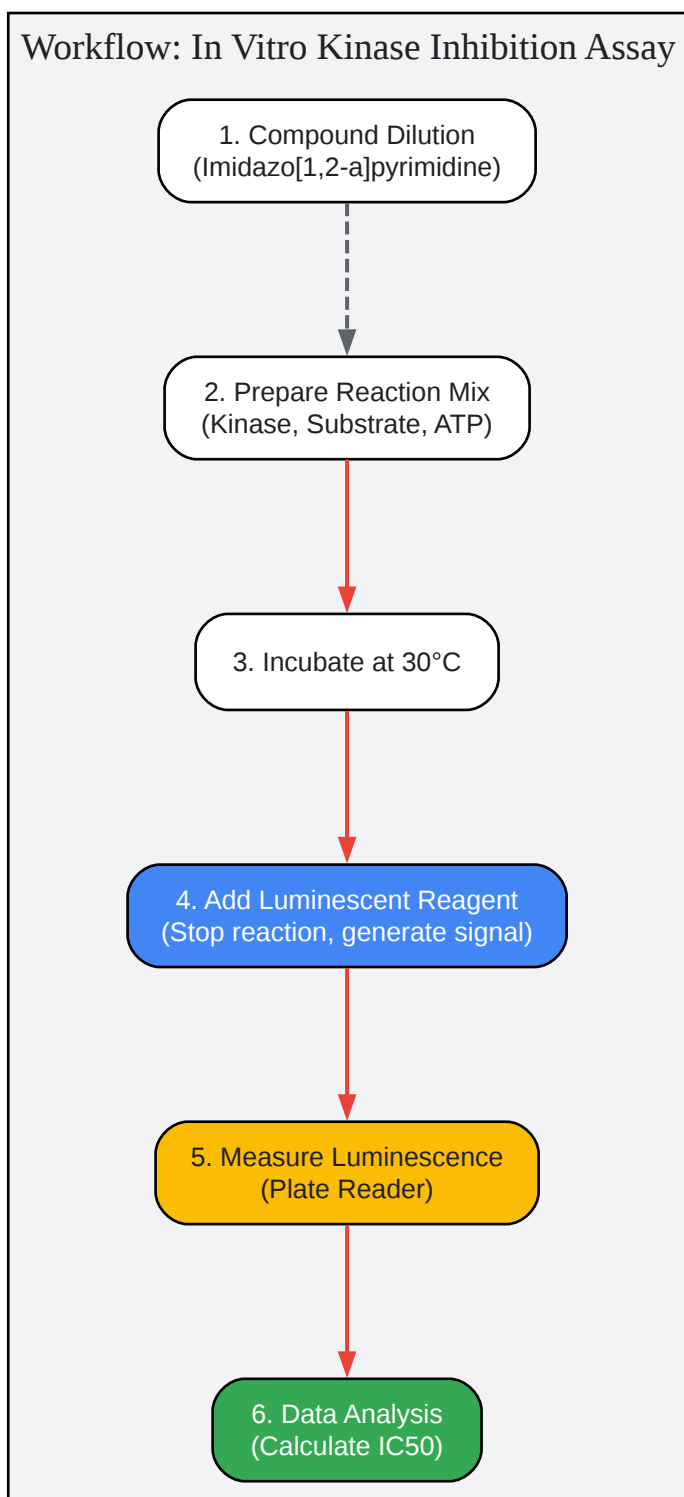 Workflow: In Vitro Kinase Inhibition Assay
1. Compound Dilution
(Imidazo[1,2-a]pyrimidine)
2. Prepare Reaction Mix
(Kinase, Substrate, ATP)
3. Incubate at 30°C
4. Add Luminescent Reagent
(Stop reaction, generate signal)
5. Measure Luminescence
(Plate Reader)
6. Data Analysis
(Calculate IC50)